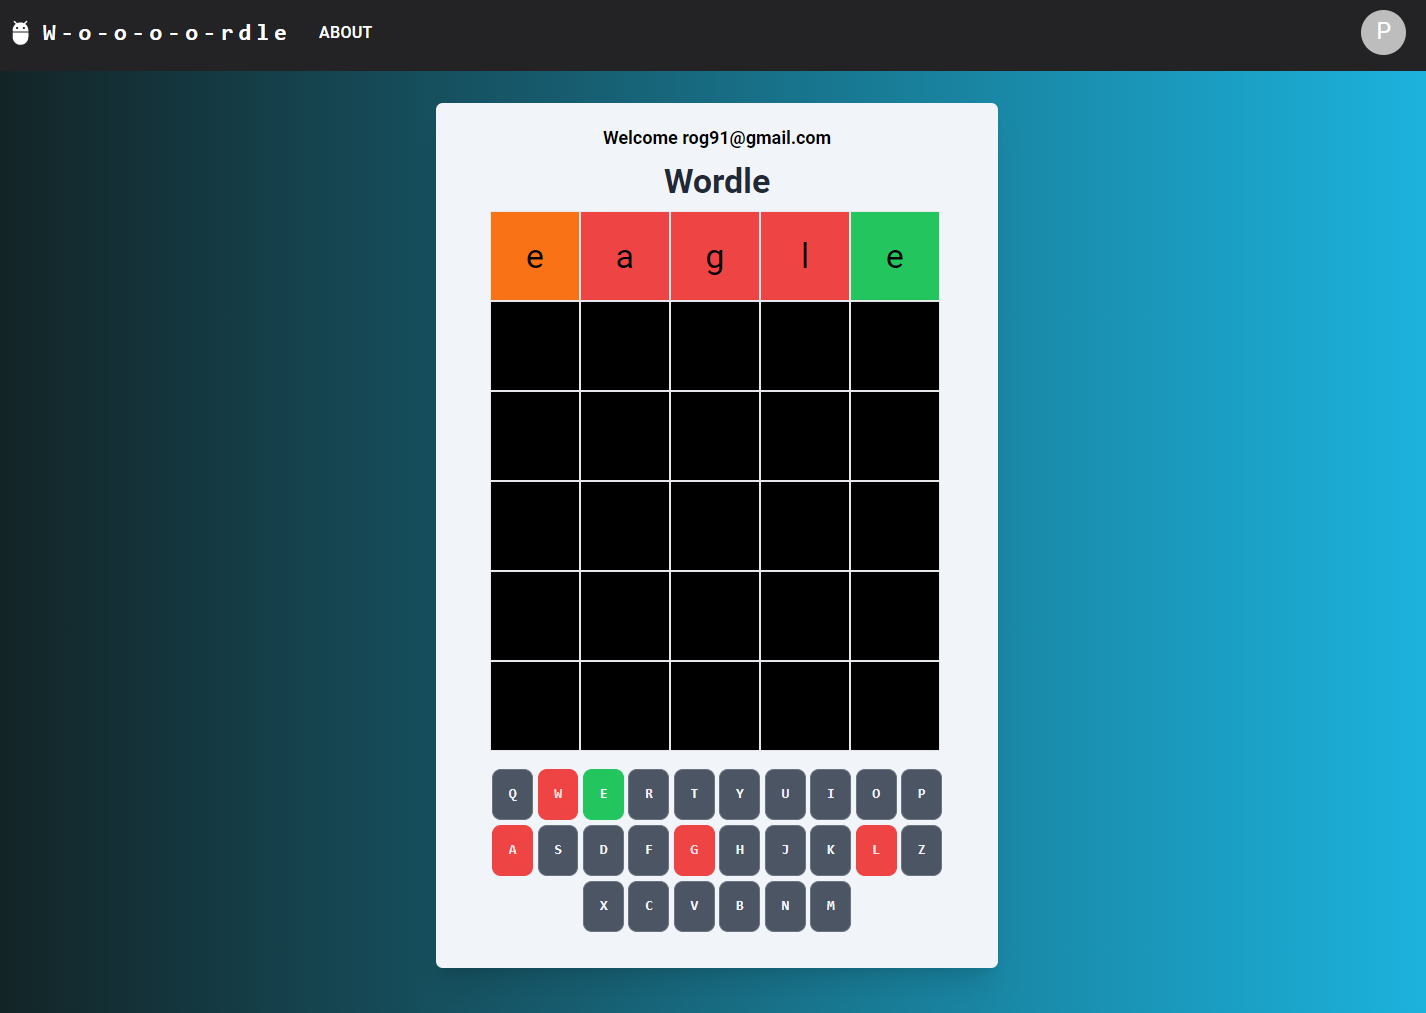 W-o-o-o-o-rdle ABOUT P
Welcome rog91@gmail.com
Wordle
e a g l e
Q W E R T Y U I O P
A S D F G H J K L Z
X C V B N M